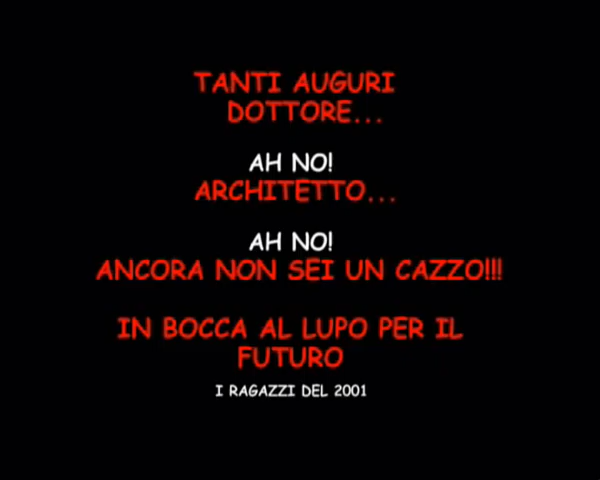 TANTI AUGURI
DOTTORE...
AH NO!
ARCHITETTO...
AH NO!
ANCORA NON SEI UN CAZZO!!!
IN BOCCA AL LUPO PER IL
FUTURO
I RAGAZZI DEL 2001